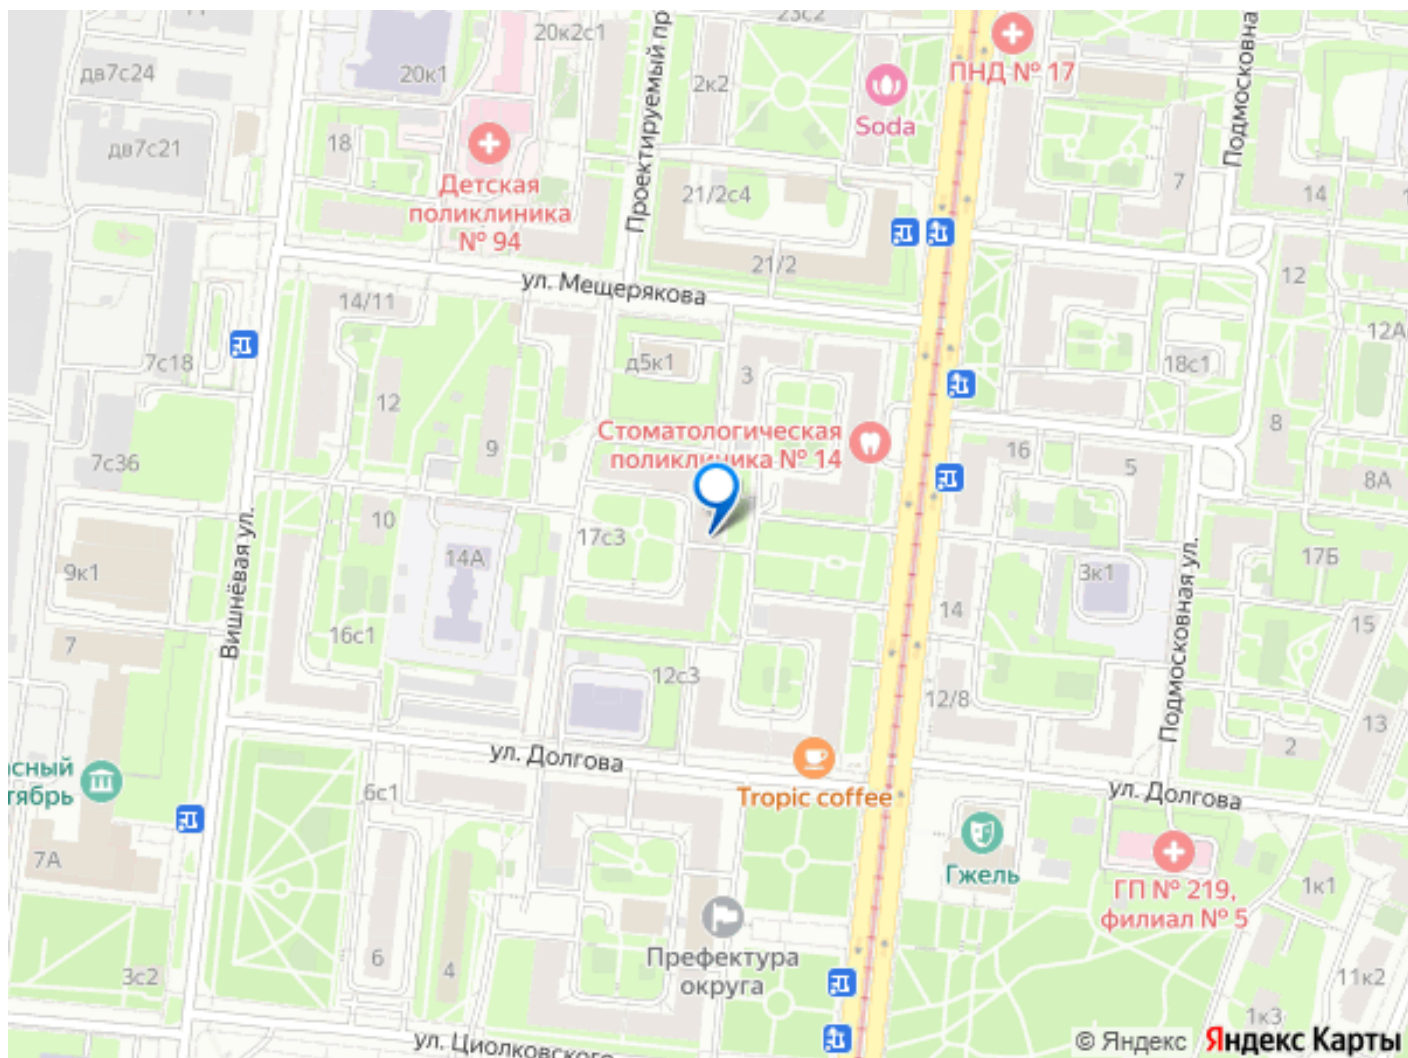 23с2
20к2с1
ПНД № 17
Подмосковная
дв7с24
20к1
2к2
Soda
Проектируемый пр
дв7с21
18
Детская
поликлиника
№ 94
21/2с4
7
14
21/2
ул. Мещерякова
12
14/11
12А
7с18
д5к1
3
18с1
12
9
8
Стоматологическая
поликлиника № 14
16
5
7с36
8А
10
17с3
Вишнёвая ул.
14А
17Б
9к1
3к1
Подмосковная ул.
14
16с1
15
7
12с3
12/8
13
2
ул. Долгова
асный
тябрь
Tropic coffee
ул. Долгова
6с1
7А
Гжель
ГП № 219,
филиал № 5
1к1
Префектура
округа
6
4
3с2
11к2
1к3
ул. Циолковского
© Яндекс Яндекс Карты